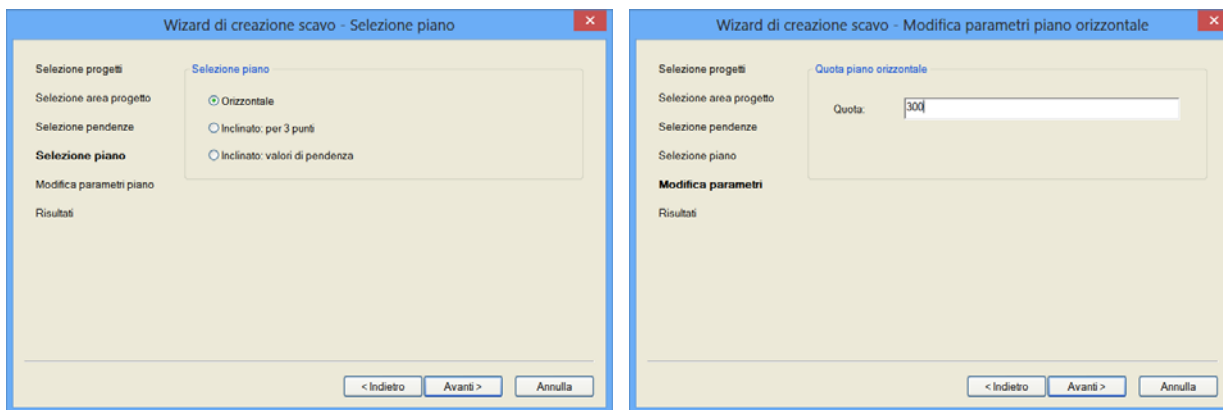 Wizard di creazione scavo - Selezione piano
Selezione progetti
Selezione area progetto
Selezione pendenze
Selezione piano
Modifica parametri piano
Risultati
Selezione piano
Orizzontale
Inclinato: per 3 punti
Inclinato: valori di pendenza
< Indietro
Avanti >
Annulla
Wizard di creazione scavo - Modifica parametri piano orizzontale
Selezione progetti
Selezione area progetto
Selezione pendenze
Selezione piano
Modifica parametri
Risultati
Quota piano orizzontale
Quota:
300
< Indietro
Avanti >
Annulla